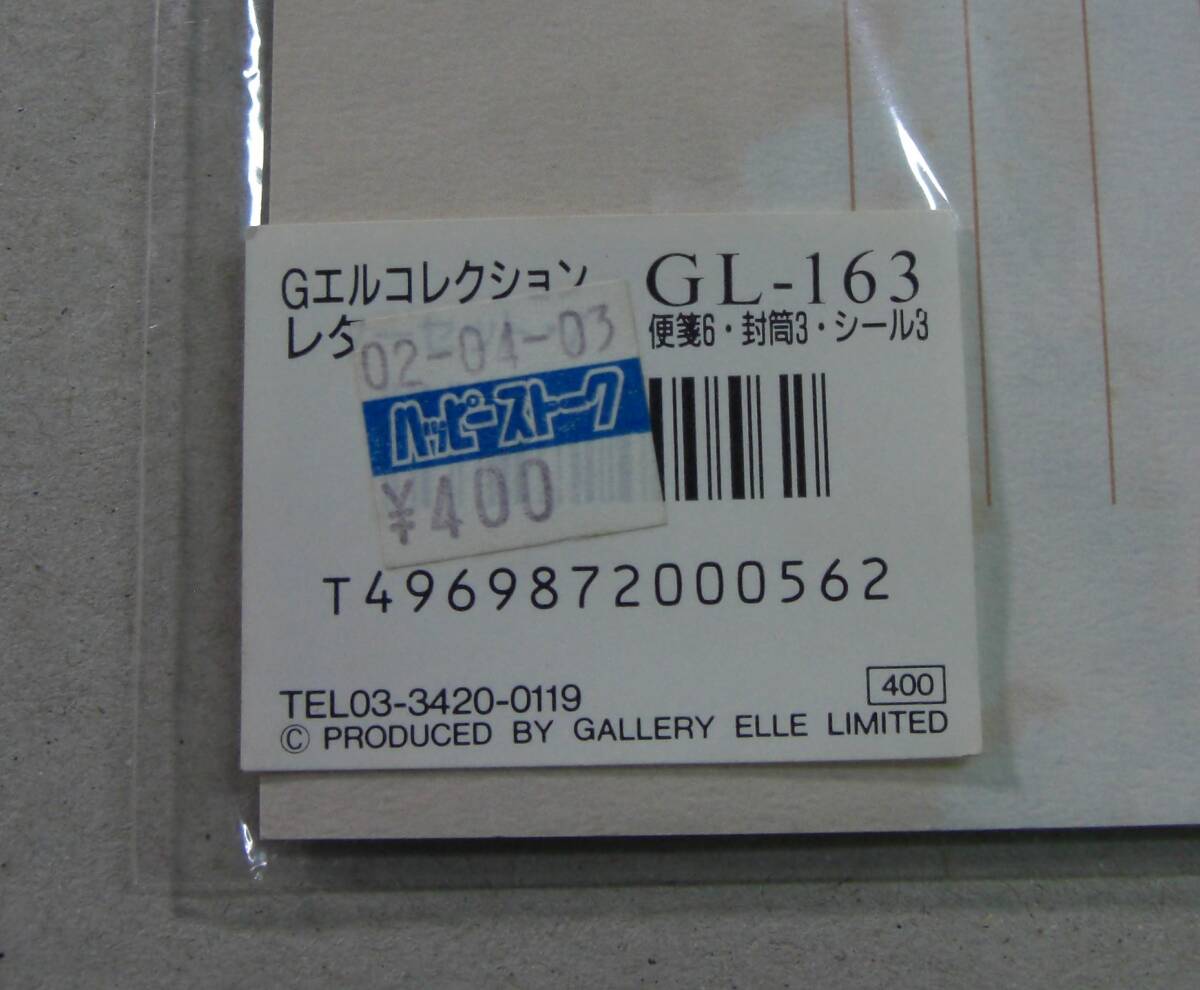 Gエルコレクション
GL-163
レタ
便箋6・封筒3・シール3
02-04-03
ハッピーストーク
¥400
T4969872000562
TEL03-3420-0119
400
© PRODUCED BY GALLERY ELLE LIMITED